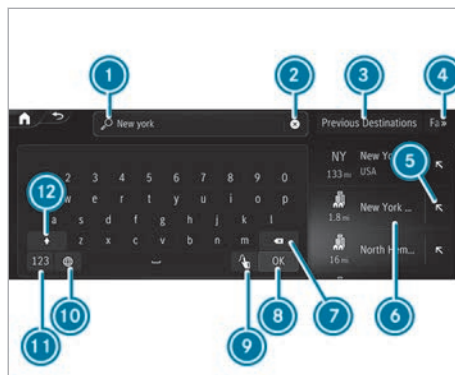 1 2 3 4
New york Previous Destinations Fa»
NY New Yo
133 mi USA
5
2 3 4 5 6 7 8 9 0
w e r t y u i o p
New York ...
1.8 mi
12
a s d f g h j k l
z x c v b n m
North Hem...
16 mi
123 OK
11 10 9 8 7 6